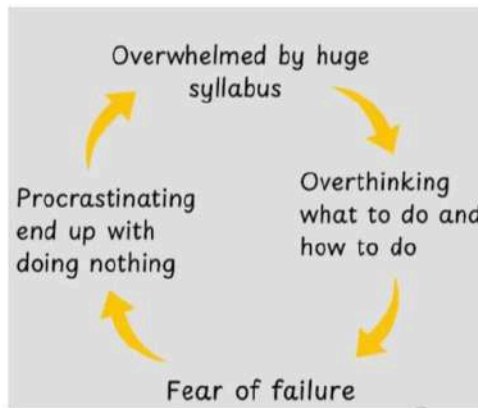 Overwhelmed by huge
syllabus
Overthinking
what to do and
how to do
Fear of failure
Procrastinating
end up with
doing nothing